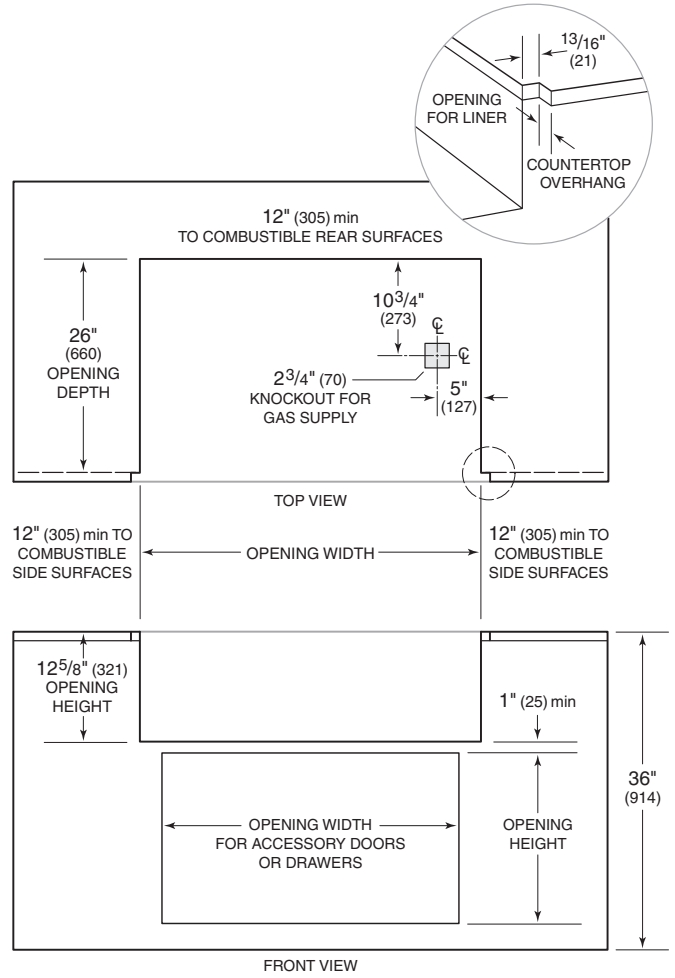 13/16"
(21)
OPENING
FOR LINER
COUNTERTOP
OVERHANG
12" (305) min
TO COMBUSTIBLE REAR SURFACES
26"
(660)
OPENING
DEPTH
10 3/4"
(273)
℄
℄
2 3/4" (70)
KNOCKOUT FOR
GAS SUPPLY
5"
(127)
TOP VIEW
12" (305) min TO
COMBUSTIBLE
SIDE SURFACES
OPENING WIDTH
12" (305) min TO
COMBUSTIBLE
SIDE SURFACES
12 5/8" (321)
OPENING
HEIGHT
1" (25) min
36"
(914)
OPENING WIDTH
FOR ACCESSORY DOORS
OR DRAWERS
OPENING
HEIGHT
FRONT VIEW